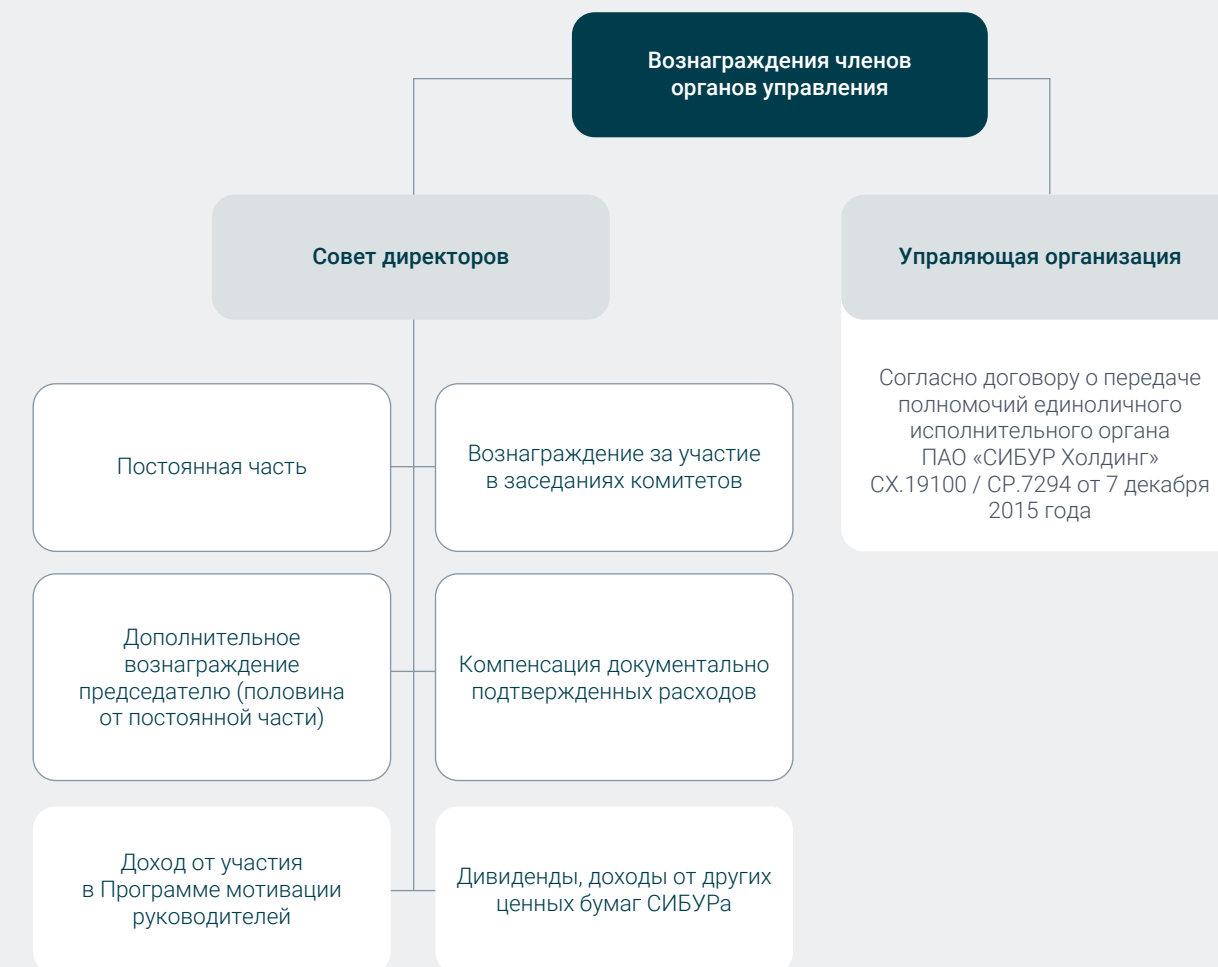 Вознаграждения членов
органов управления
Совет директоров
Упраляющая организация
Постоянная часть
Вознаграждение за участие
в заседаниях комитетов
Согласно договору о передаче
полномочий единоличного
исполнительного органа
ПАО «СИБУР Холдинг»
СХ.19100 / СР.7294 от 7 декабря
2015 года
Дополнительное
вознаграждение
председателю (половина
от постоянной части)
Компенсация документально
подтвержденных расходов
Доход от участия
в Программе мотивации
руководителей
Дивиденды, доходы от других
ценных бумаг СИБУРа